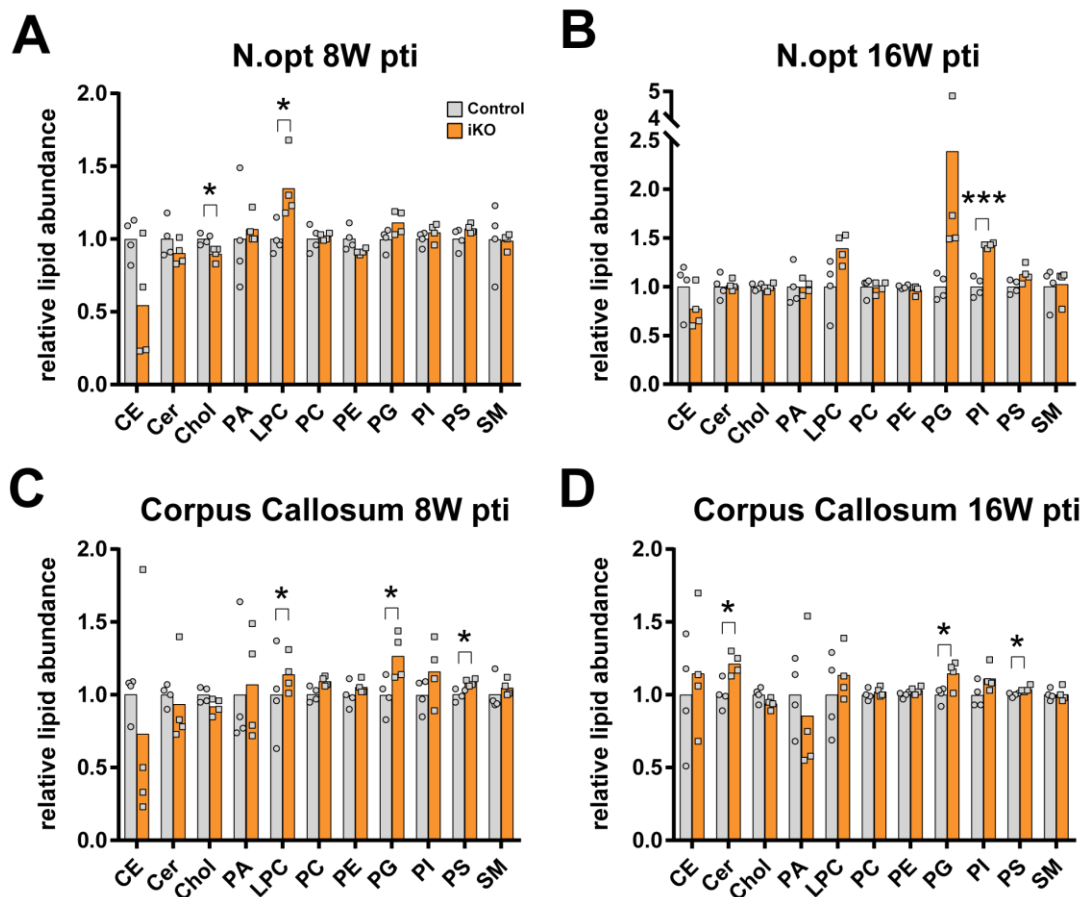 A
N.opt 8W pti
relative lipid abundance
2.0
1.5
1.0
0.5
0.0
*
*
Control
iKO
CE Cer Chol PA LPC PC PE PG PI PS SM
B
N.opt 16W pti
relative lipid abundance
5
4
2.5
2.0
1.5
1.0
0.5
0.0
***
CE Cer Chol PA LPC PC PE PG PI PS SM
C
Corpus Callosum 8W pti
relative lipid abundance
2.0
1.5
1.0
0.5
0.0
*
*
*
CE Cer Chol PA LPC PC PE PG PI PS SM
D
Corpus Callosum 16W pti
relative lipid abundance
2.0
1.5
1.0
0.5
0.0
*
*
*
CE Cer Chol PA LPC PC PE PG PI PS SM